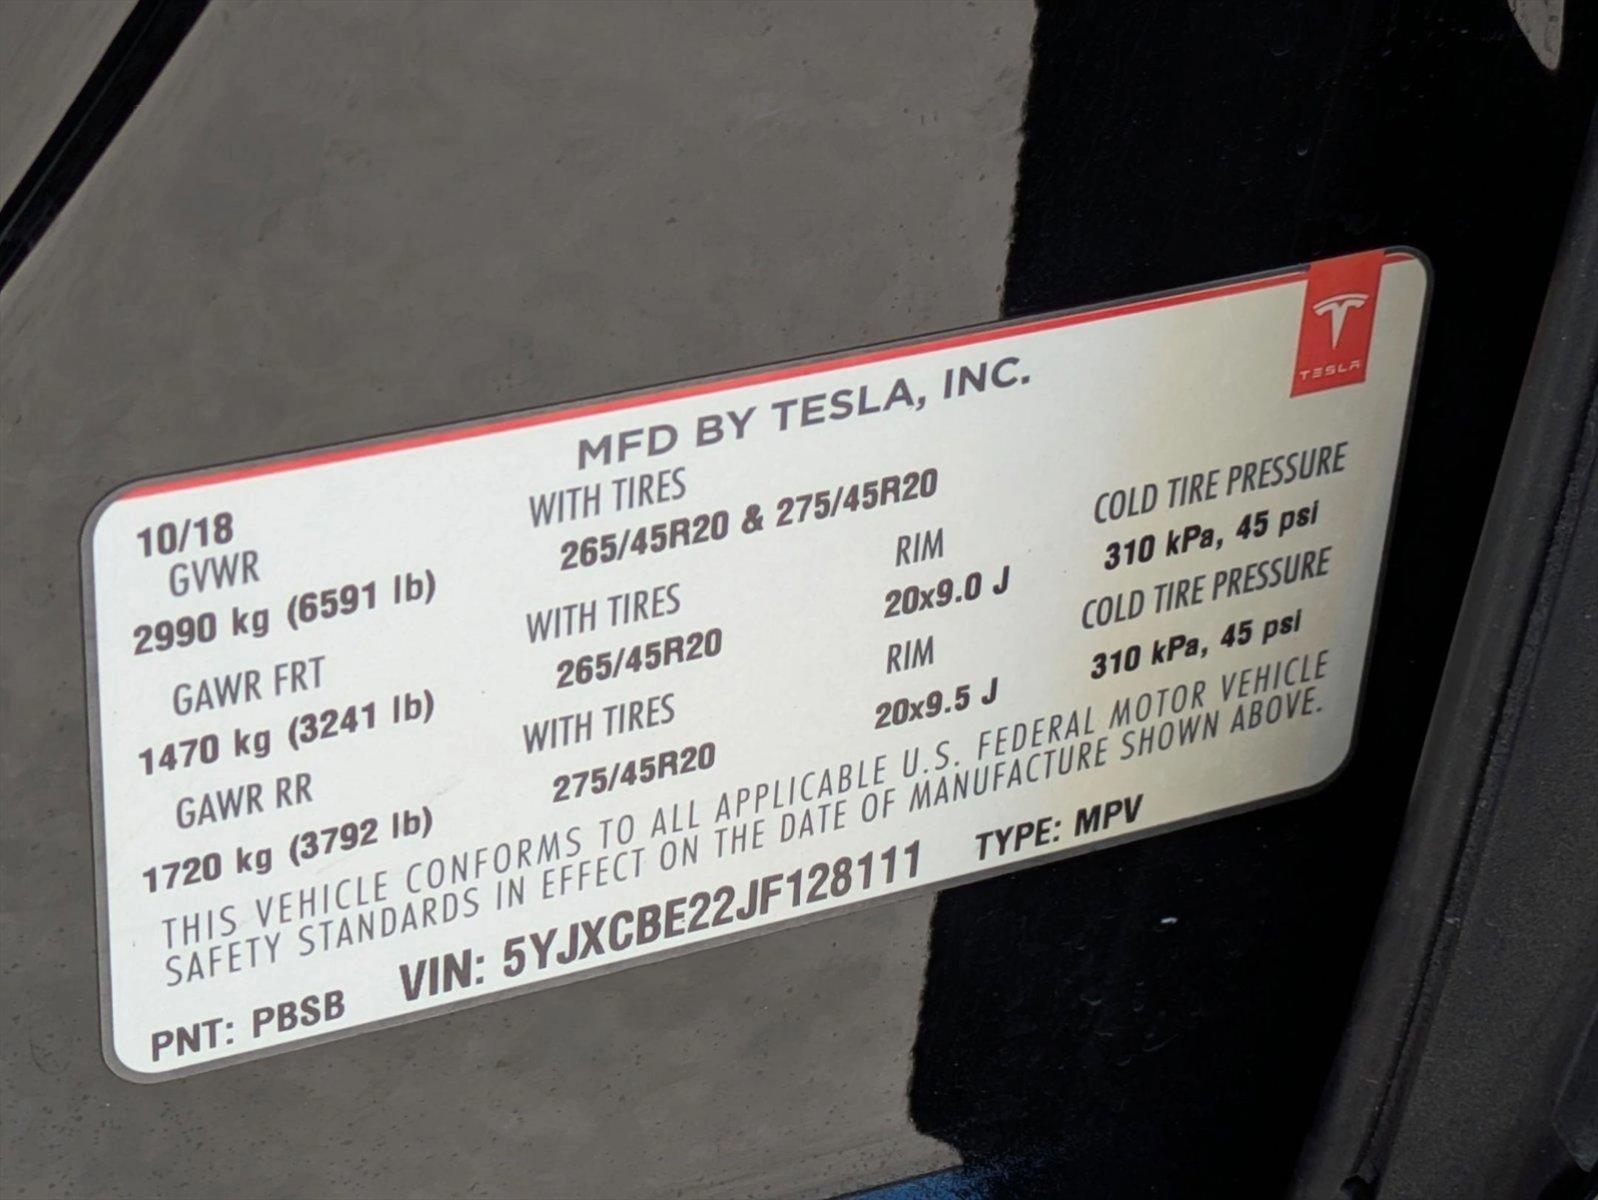 TESLA
MFD BY TESLA, INC.
10/18
GVWR WITH TIRES
2990 kg (6591 lb) 265/45R20 & 275/45R20
GAWR FRT WITH TIRES RIM COLD TIRE PRESSURE
1470 kg (3241 lb) 265/45R20 20x9.0 J 310 kPa, 45 psi
GAWR RR WITH TIRES RIM COLD TIRE PRESSURE
1720 kg (3792 lb) 275/45R20 20x9.5 J 310 kPa, 45 psi
THIS VEHICLE CONFORMS TO ALL APPLICABLE U.S. FEDERAL MOTOR VEHICLE
SAFETY STANDARDS IN EFFECT ON THE DATE OF MANUFACTURE SHOWN ABOVE.
PNT: PBSB VIN: 5YJXCBE22JF128111 TYPE: MPV